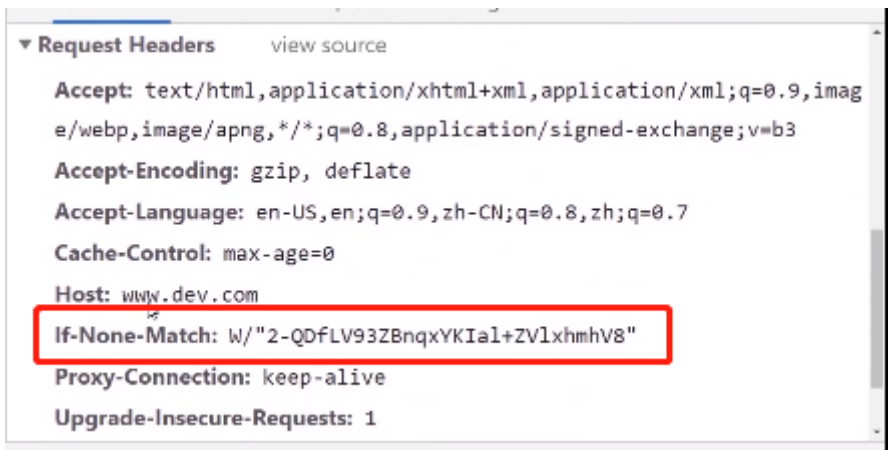 ▼ Request Headers view source
Accept: text/html,application/xhtml+xml,application/xml;q=0.9,imag
e/webp,image/apng,*/*;q=0.8,application/signed-exchange;v=b3
Accept-Encoding: gzip, deflate
Accept-Language: en-US,en;q=0.9,zh-CN;q=0.8,zh;q=0.7
Cache-Control: max-age=0
Host: www.dev.com
If-None-Match: W/"2-QDfLV93ZBnqxYKIal+ZVlxhmhV8"
Proxy-Connection: keep-alive
Upgrade-Insecure-Requests: 1